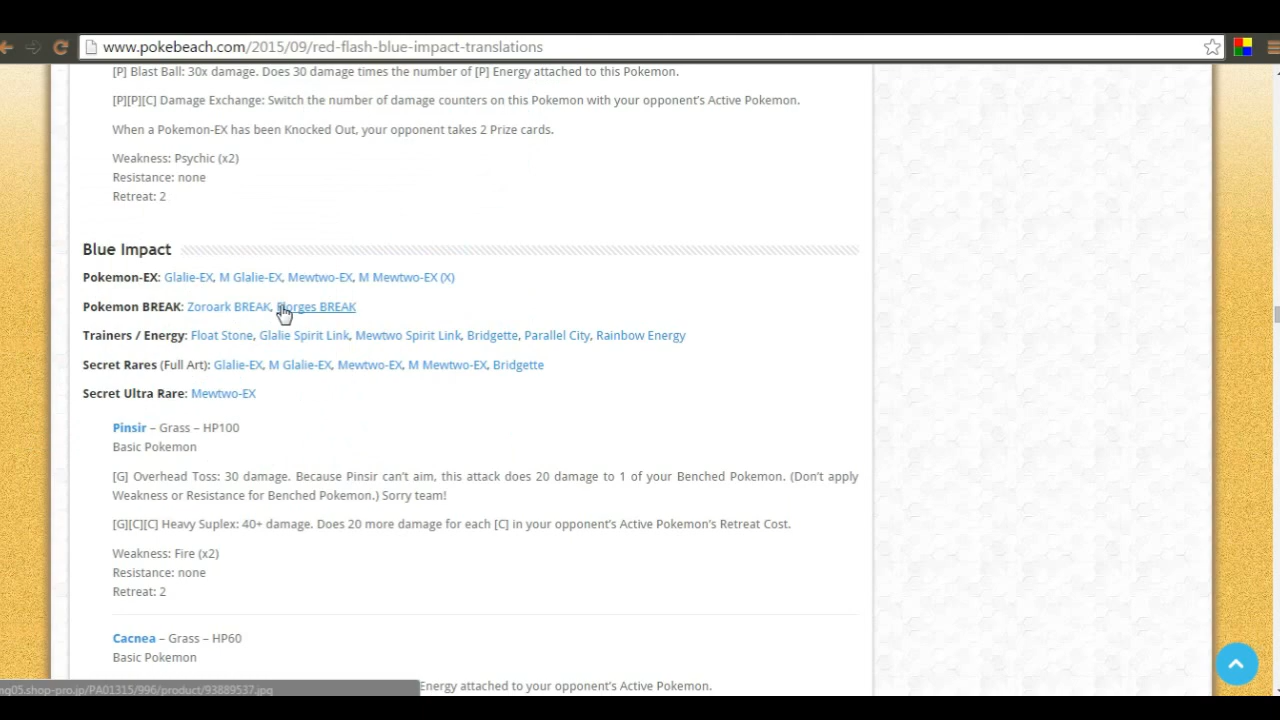 www.pokebeach.com/2015/09/red-flash-blue-impact-translations
[P] Blast Ball: 30x damage. Does 30 damage times the number of [P] Energy attached to this Pokemon.
[P][P][C] Damage Exchange: Switch the number of damage counters on this Pokemon with your opponent's Active Pokemon.
When a Pokemon-EX has been Knocked Out, your opponent takes 2 Prize cards.
Weakness: Psychic (x2)
Resistance: none
Retreat: 2
Blue Impact
Pokemon-EX: Glalie-EX, M Glalie-EX, Mewtwo-EX, M Mewtwo-EX (X)
Pokemon BREAK: Zoroark BREAK, Florges BREAK
Trainers / Energy: Float Stone, Glalie Spirit Link, Mewtwo Spirit Link, Bridgette, Parallel City, Rainbow Energy
Secret Rares (Full Art): Glalie-EX, M Glalie-EX, Mewtwo-EX, M Mewtwo-EX, Bridgette
Secret Ultra Rare: Mewtwo-EX
Pinsir – Grass – HP100
Basic Pokemon
[G] Overhead Toss: 30 damage. Because Pinsir can't aim, this attack does 20 damage to 1 of your Benched Pokemon. (Don't apply
Weakness or Resistance for Benched Pokemon.) Sorry team!
[G][C][C] Heavy Suplex: 40+ damage. Does 20 more damage for each [C] in your opponent's Active Pokemon's Retreat Cost.
Weakness: Fire (x2)
Resistance: none
Retreat: 2
Cacnea – Grass – HP60
Basic Pokemon
Energy attached to your opponent's Active Pokemon.
mg05.shop-pro.jp/PA01315/996/product/93889537.jpg